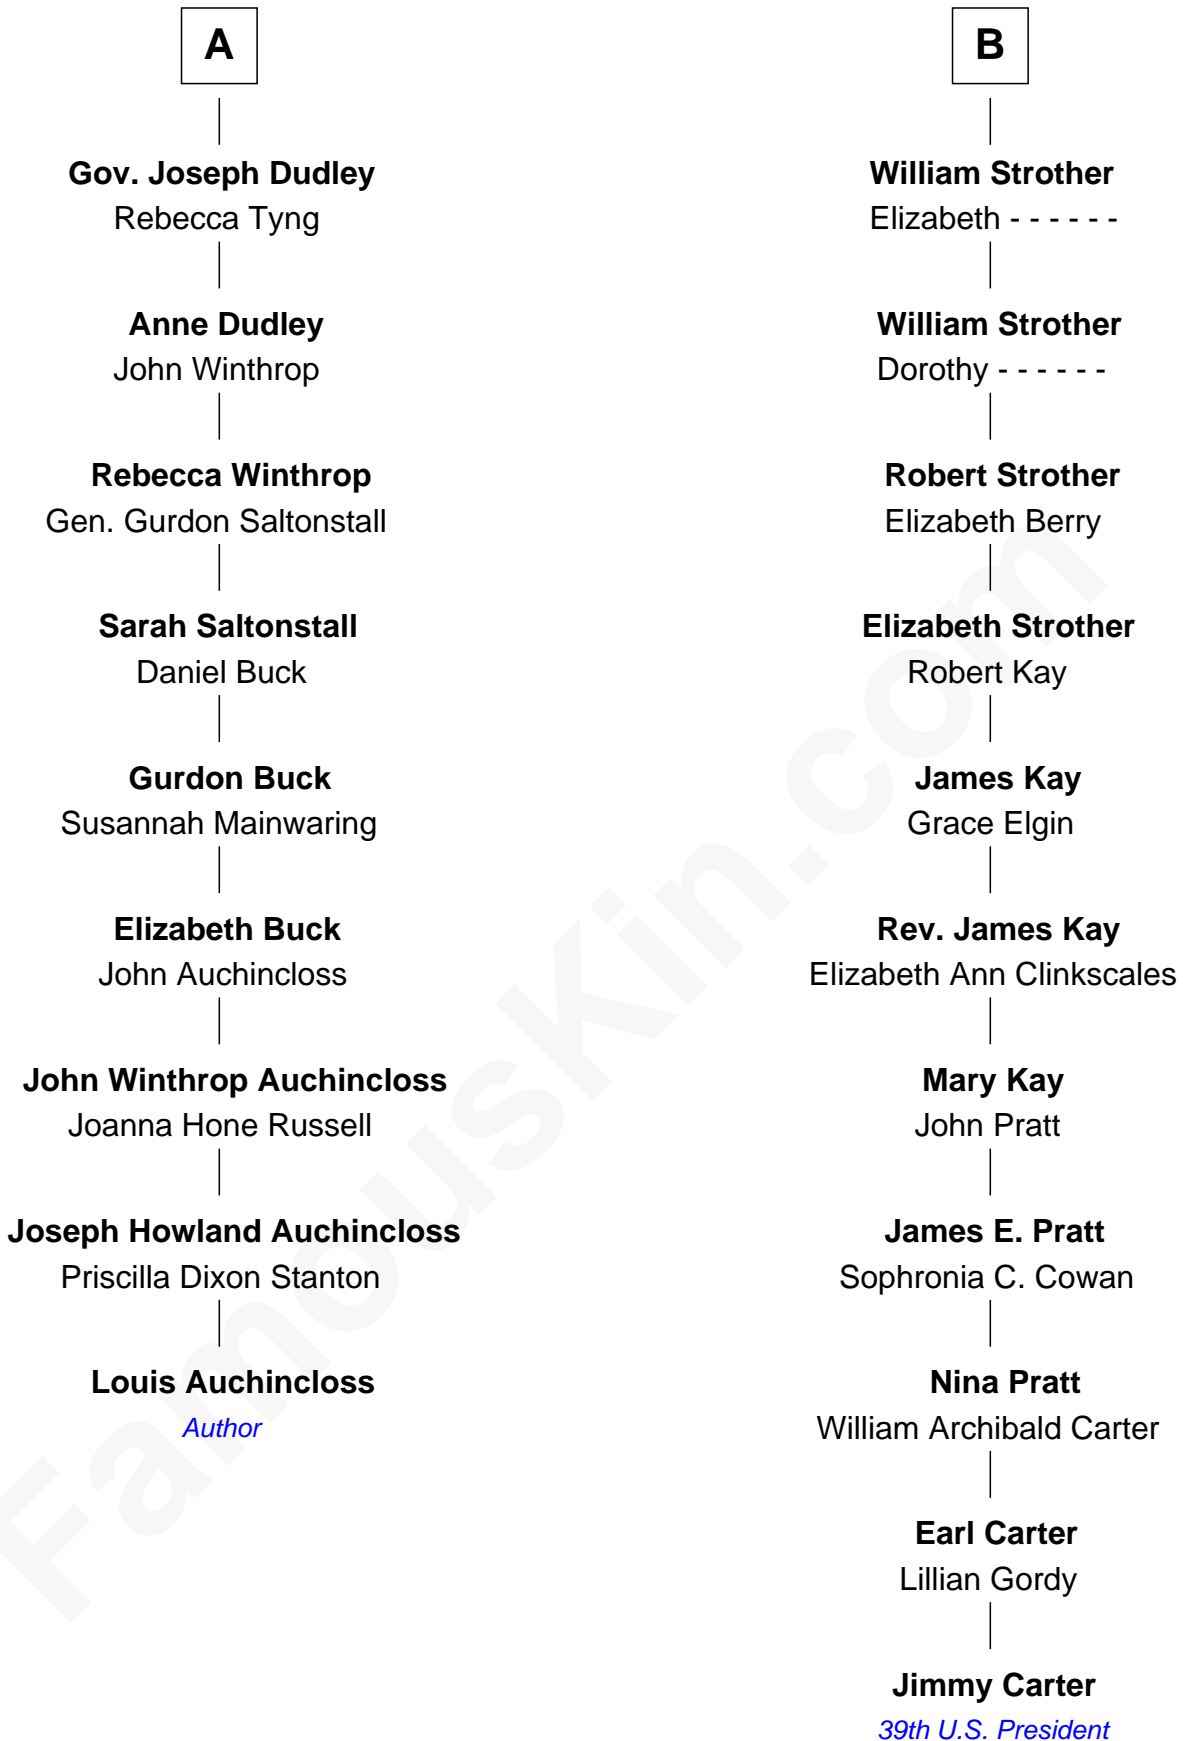 A
Gov. Joseph Dudley
Rebecca Tyng
Anne Dudley
John Winthrop
Rebecca Winthrop
Gen. Gurdon Saltonstall
Sarah Saltonstall
Daniel Buck
Gurdon Buck
Susannah Mainwaring
Elizabeth Buck
John Auchincloss
John Winthrop Auchincloss
Joanna Hone Russell
Joseph Howland Auchincloss
Priscilla Dixon Stanton
Louis Auchincloss
Author
B
William Strother
Elizabeth - - - - - -
William Strother
Dorothy - - - - - -
Robert Strother
Elizabeth Berry
Elizabeth Strother
Robert Kay
James Kay
Grace Elgin
Rev. James Kay
Elizabeth Ann Clinkscales
Mary Kay
John Pratt
James E. Pratt
Sophronia C. Cowan
Nina Pratt
William Archibald Carter
Earl Carter
Lillian Gordy
Jimmy Carter
39th U.S. President
FamousKin.com